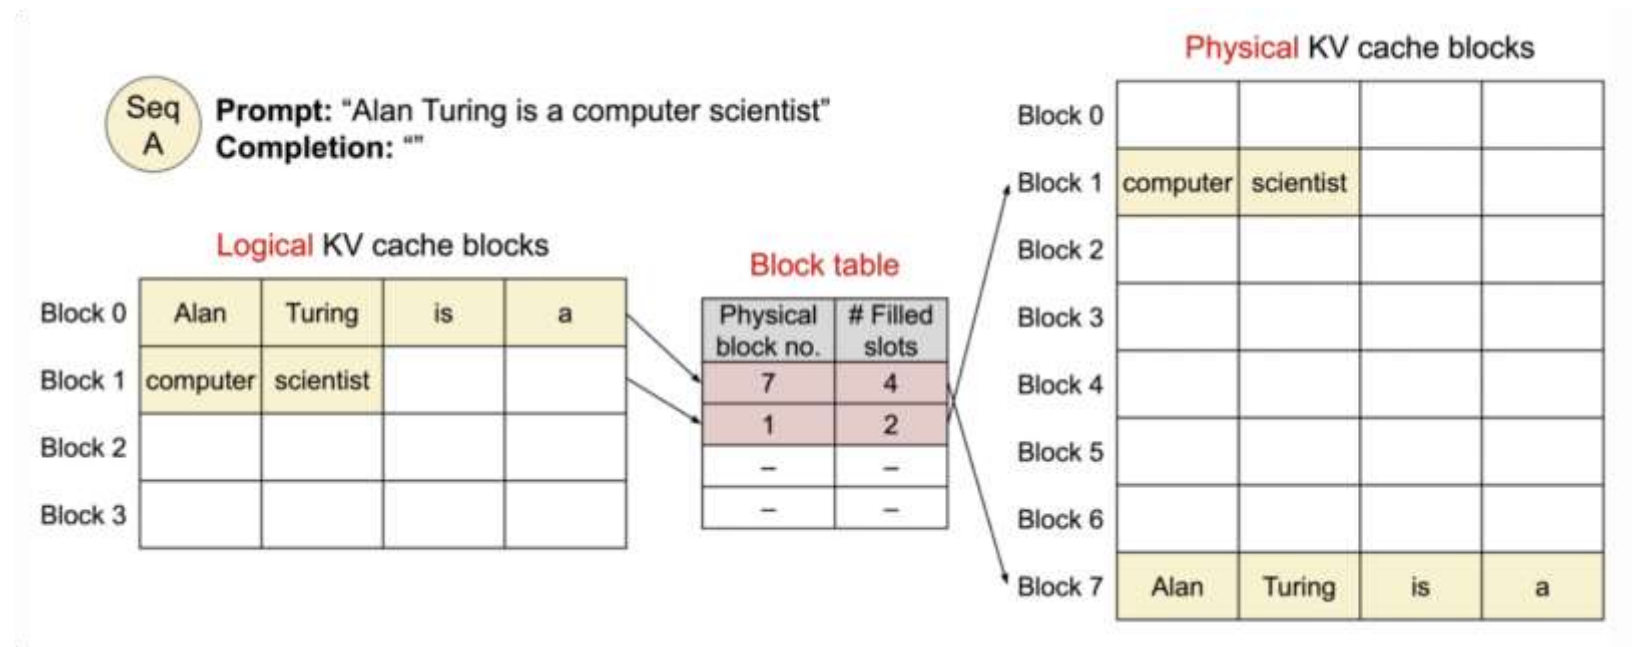 Physical KV cache blocks
Seq
A
Prompt: “Alan Turing is a computer scientist”
Completion: “”
Logical KV cache blocks
Block 0 Alan Turing is a
Block 1 computer scientist
Block 2
Block 3
Block table
Physical block no. # Filled slots
7 4
1 2
– –
– –
Block 0
Block 1 computer scientist
Block 2
Block 3
Block 4
Block 5
Block 6
Block 7 Alan Turing is a